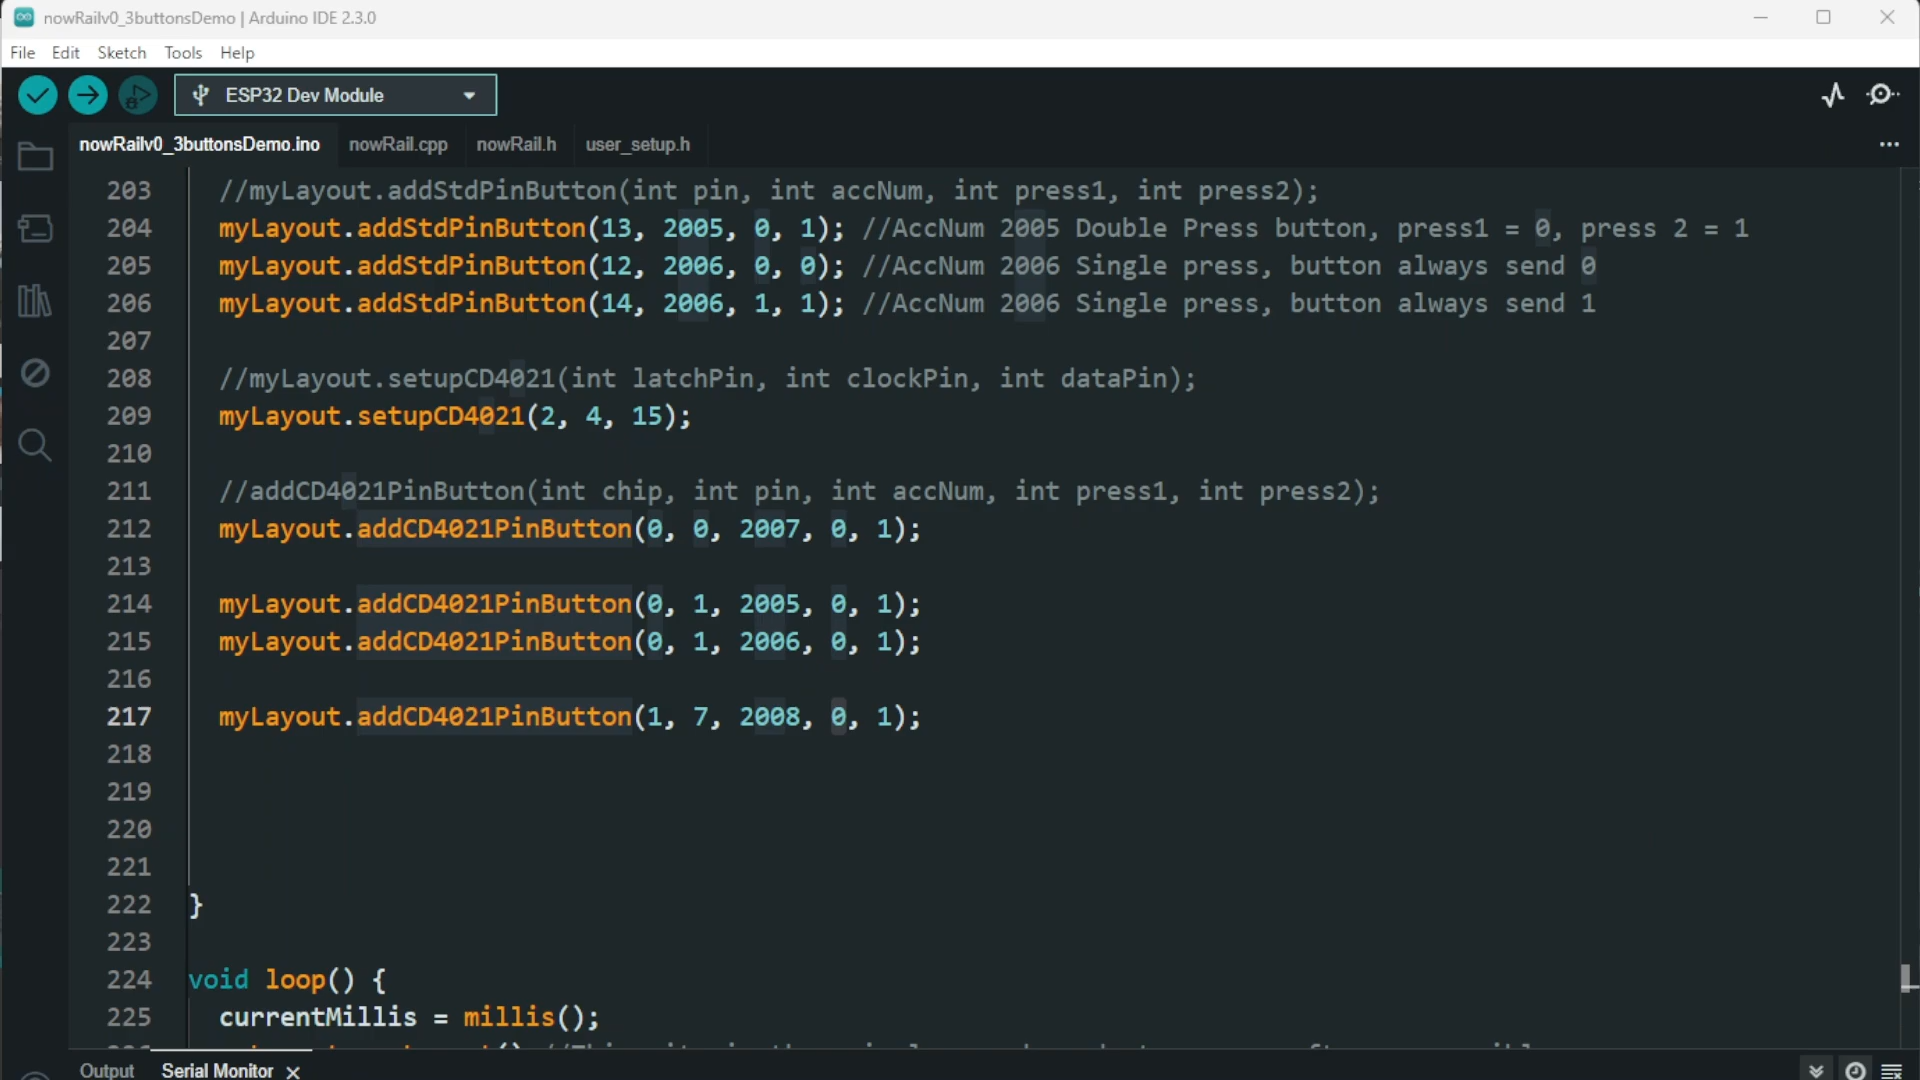 nowRailv0_3buttonsDemo | Arduino IDE 2.3.0
File Edit Sketch Tools Help
ESP32 Dev Module
nowRailv0_3buttonsDemo.ino nowRail.cpp nowRail.h user_setup.h
203 //myLayout.addStdPinButton(int pin, int accNum, int press1, int press2);
204 myLayout.addStdPinButton(13, 2005, 0, 1); //AccNum 2005 Double Press button, press1 = 0, press 2 = 1
205 myLayout.addStdPinButton(12, 2006, 0, 0); //AccNum 2006 Single press, button always send 0
206 myLayout.addStdPinButton(14, 2006, 1, 1); //AccNum 2006 Single press, button always send 1
207
208 //myLayout.setupCD4021(int latchPin, int clockPin, int dataPin);
209 myLayout.setupCD4021(2, 4, 15);
210
211 //addCD4021PinButton(int chip, int pin, int accNum, int press1, int press2);
212 myLayout.addCD4021PinButton(0, 0, 2007, 0, 1);
213
214 myLayout.addCD4021PinButton(0, 1, 2005, 0, 1);
215 myLayout.addCD4021PinButton(0, 1, 2006, 0, 1);
216
217 myLayout.addCD4021PinButton(1, 7, 2008, 0, 1);
218
219
220
221
222 }
223
224 void loop() {
225 currentMillis = millis();
Output Serial Monitor